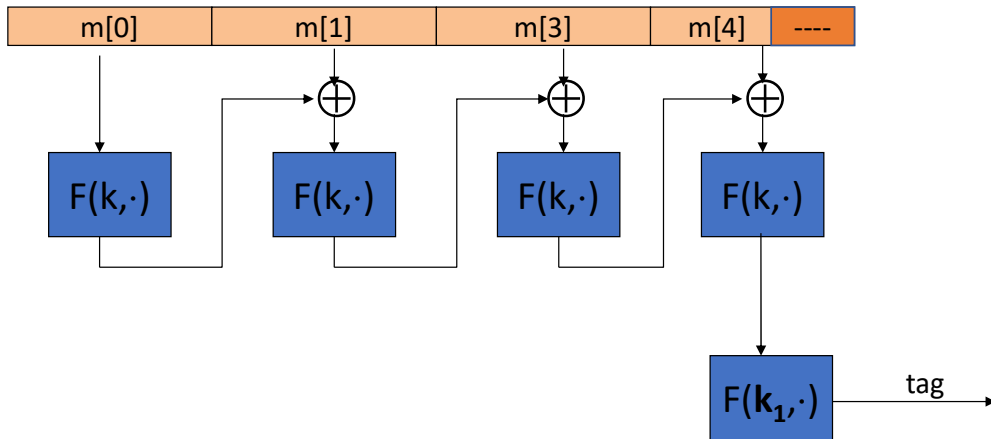 m[0] m[1] m[3] m[4] ----
F(k,·) F(k,·) F(k,·) F(k,·)
F(k₁,·) tag